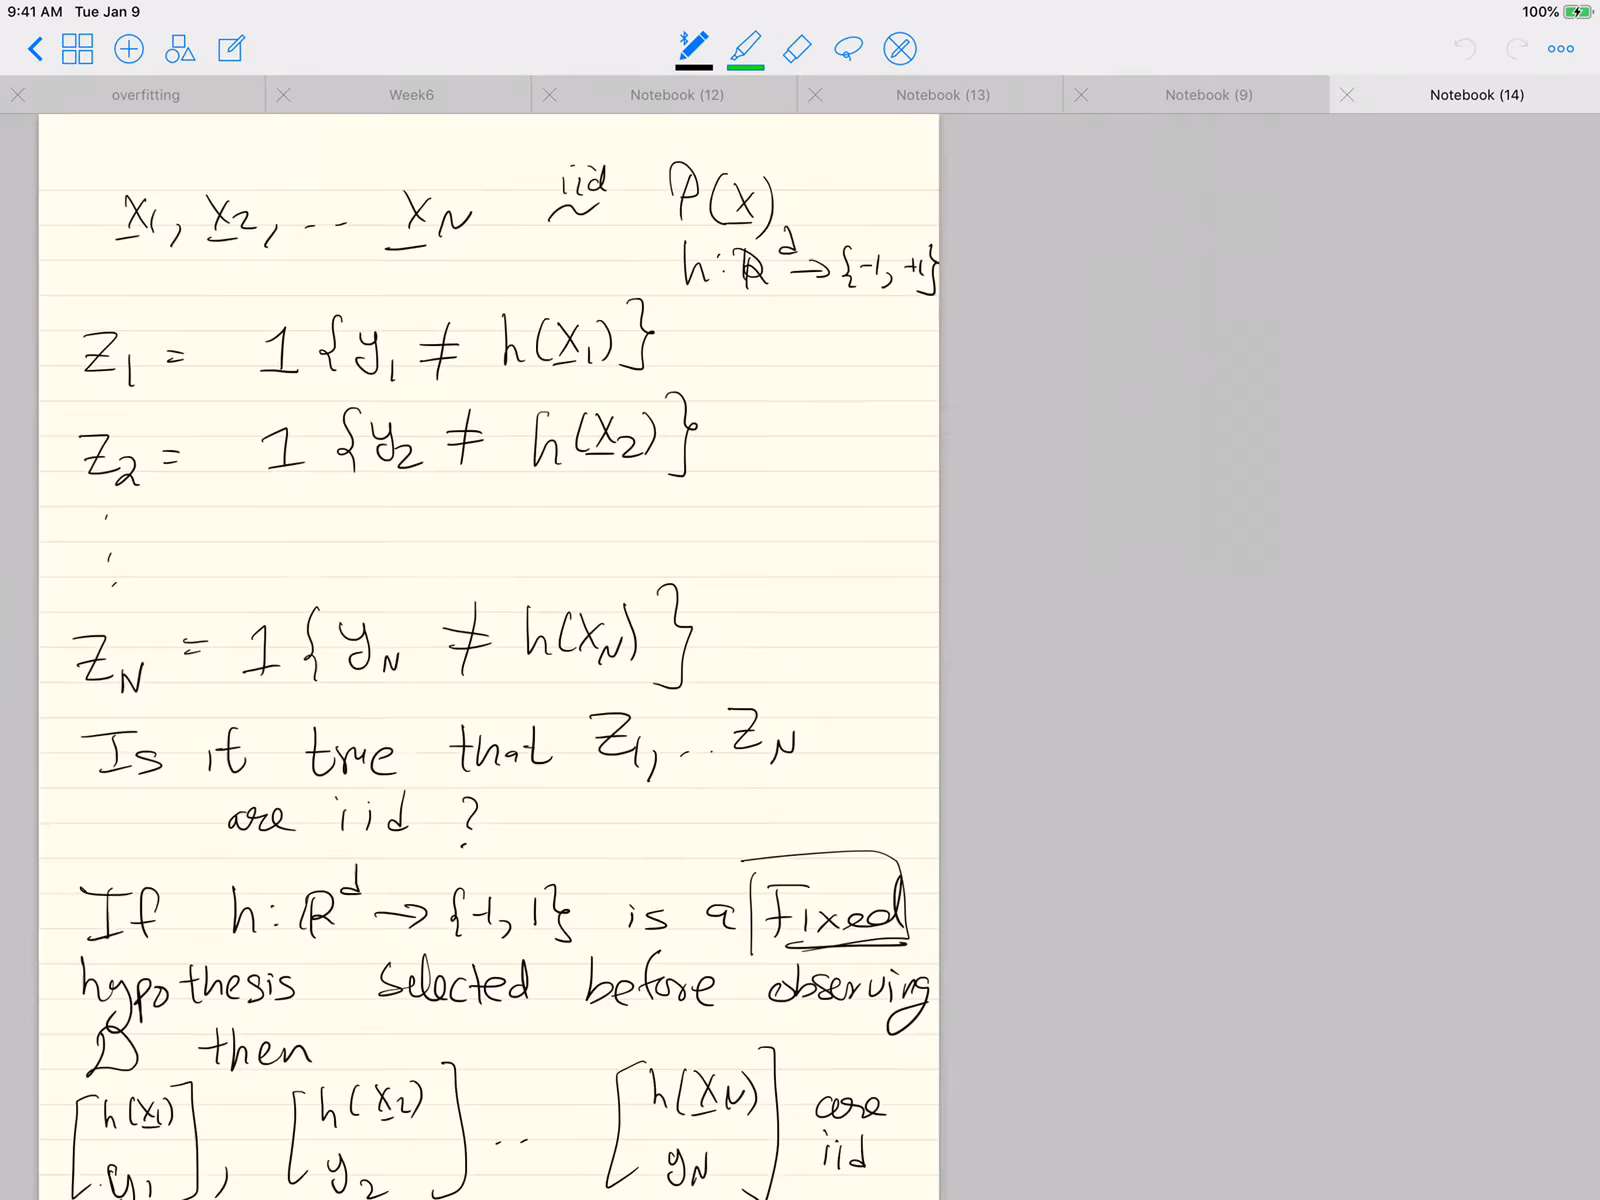 9:41 AM Tue Jan 9
100%
overfitting
Week6
Notebook (12)
Notebook (13)
Notebook (9)
Notebook (14)
x1, x2, ... xN iid ~ P(x)
h: ℝ^d → {-1, +1}
Z1 = 1 {y1 ≠ h(x1)}
Z2 = 1 {y2 ≠ h(x2)}
⋮
ZN = 1 {yN ≠ h(xN)}
Is it true that Z1, ... ZN
are iid ?
If h: ℝ^d → {-1, 1} is a Fixed
hypothesis selected before observing
D then
[h(x1) y1], [h(x2) y2] ... [h(xN) yN] are iid